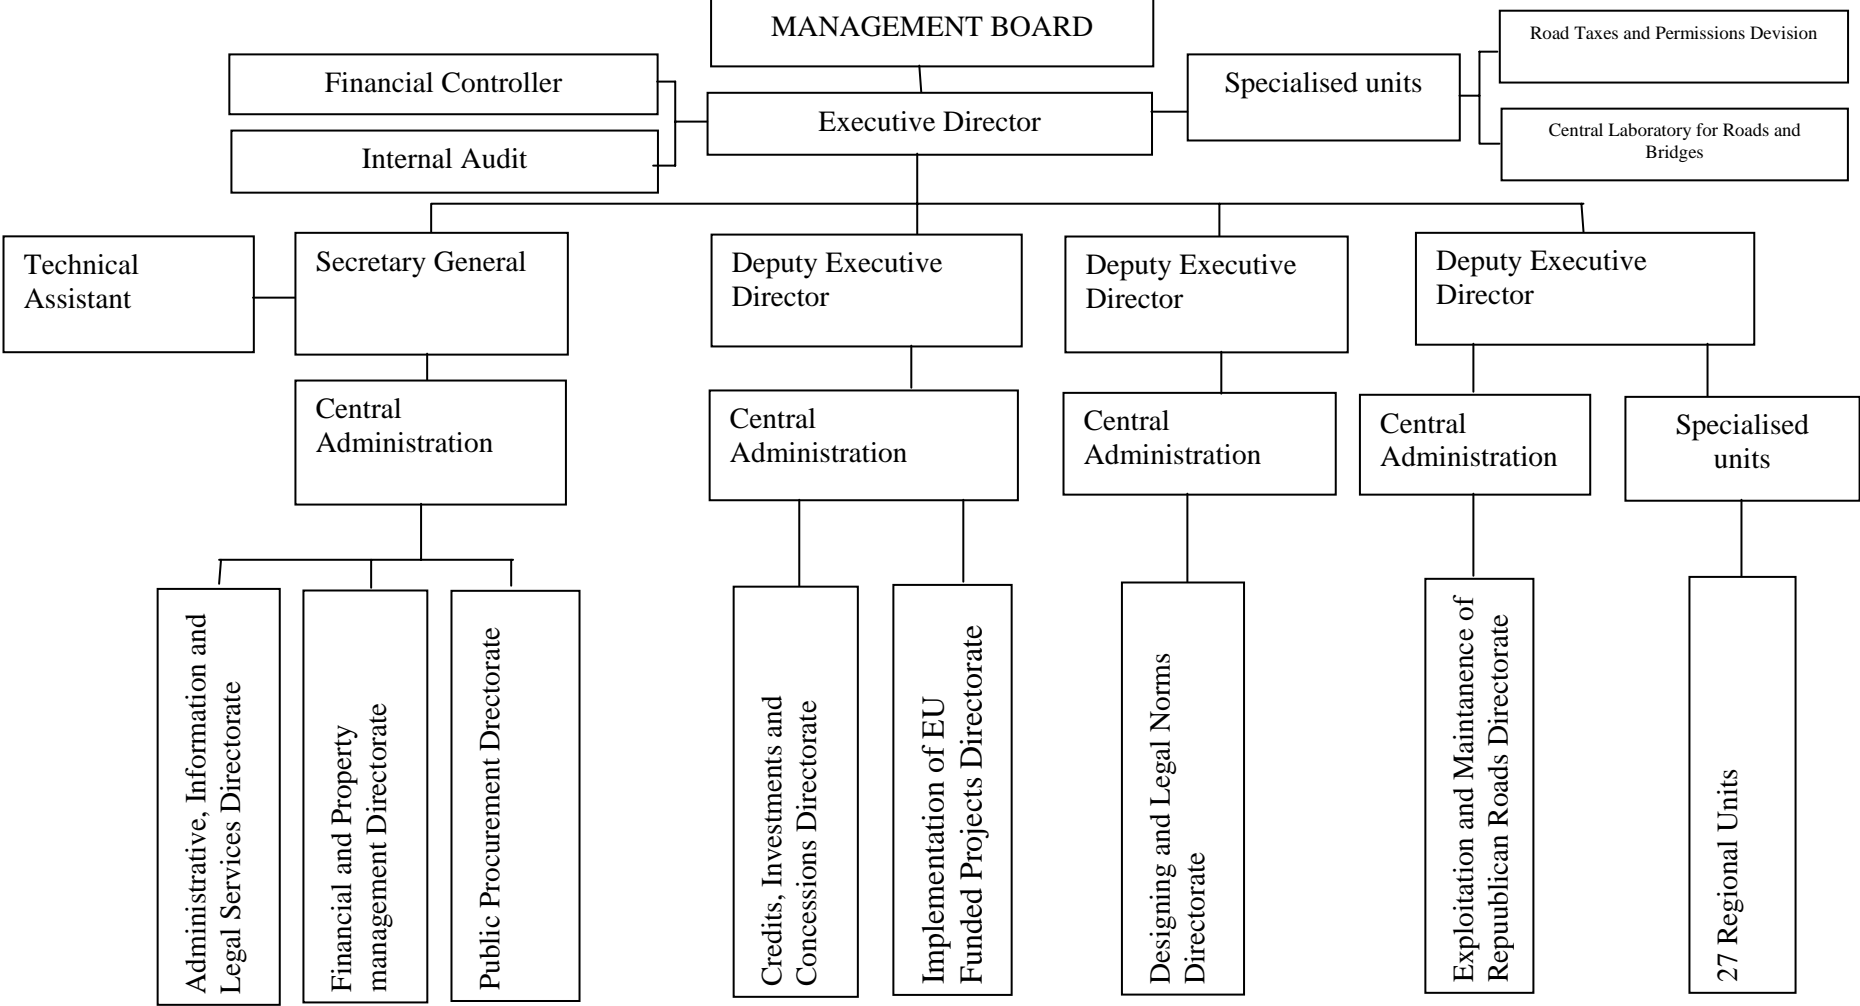 MANAGEMENT BOARD
Road Taxes and Permissions Devision
Financial Controller
Specialised units
Executive Director
Central Laboratory for Roads and
Bridges
Internal Audit
Technical
Assistant
Secretary General
Deputy Executive
Director
Deputy Executive
Director
Deputy Executive
Director
Central
Administration
Central
Administration
Central
Administration
Central
Administration
Specialised
units
Administrative, Information and
Legal Services Directorate
Financial and Property
management Directorate
Public Procurement Drectorate
Credits, Investments and
Concessions Directorate
Implementation of EU
Funded Projects Directorate
Designing and Legal Norms
Directorate
Exploitation and Maintanence of
Repunblican Roads Directorate
27 Regional Units